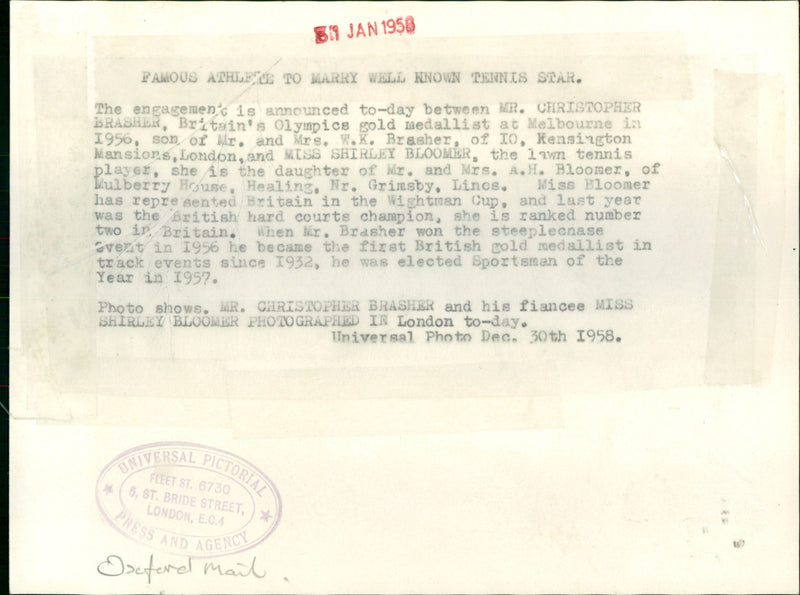 31 JAN 1958
FAMOUS ATHLETE TO MARRY WELL KNOWN TENNIS STAR.
The engagement is announced to-day between MR. CHRISTOPHER
BRASHER, Britain's Olympics gold medallist at Melbourne in
1956, son of Mr. and Mrs. W.K. Brasher, of IO, Kensington
Mansions, London, and MISS SHIRLEY BLOOMER, the lawn tennis
player, she is the daughter of Mr. and Mrs. A.H. Bloomer, of
Mulberry House, Healing, Nr. Grimsby, Lincs. Miss Bloomer
has represented Britain in the Wightman Cup, and last year
was the British hard courts champion, she is ranked number
two in Britain. When Mr. Brasher won the steeplechase
event in I956 he became the first British gold medallist in
track events since I932, he was elected Sportsman of the
Year in I957.
Photo shows. MR. CHRISTOPHER BRASHER and his fiancee MISS
SHIRLEY BLOOMER PHOTOGRAPHED IN London to-day.
Universal Photo Dec. 30th I958.
UNIVERSAL PICTORIAL
FLEET ST. 6730
5, ST. BRIDE STREET,
LONDON, E.C.4
PRESS AND AGENCY
Oxford Mail.